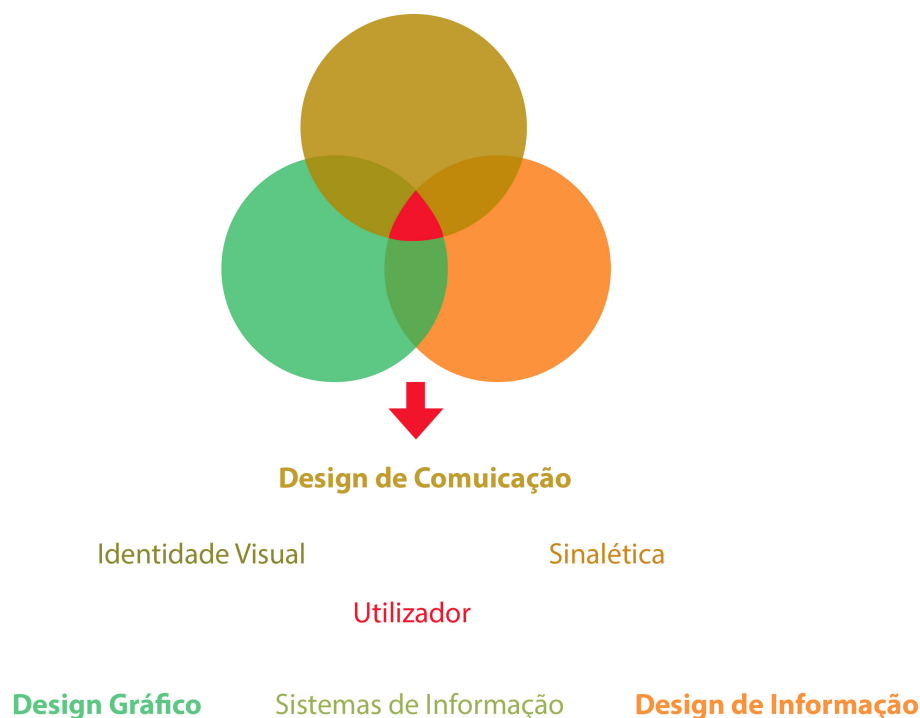 Design de Comuicação
Identidade Visual Sinalética
Utilizador
Design Gráfico Sistemas de Informação Design de Informação